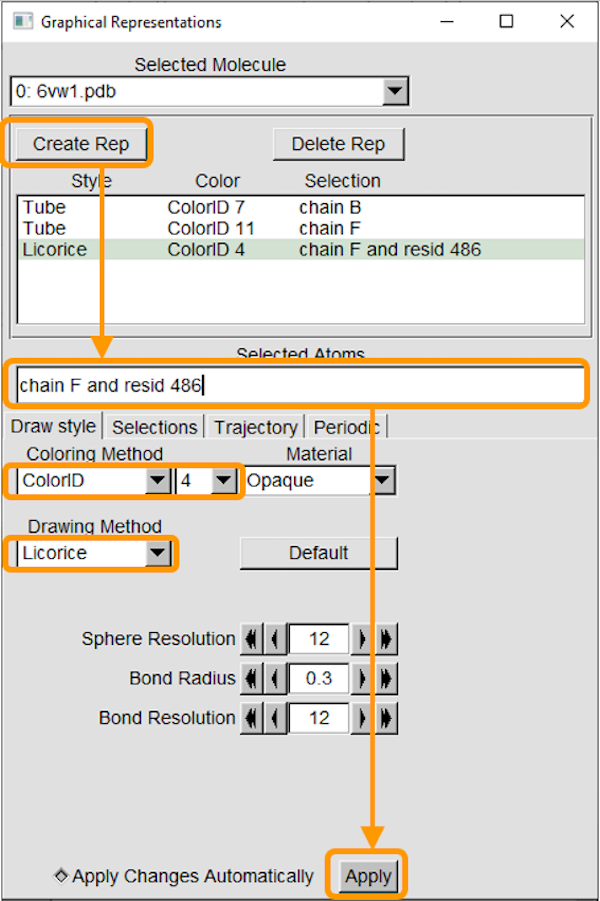 Graphical Representations
Selected Molecule
0: 6vw1.pdb
Create Rep Delete Rep
Style Color Selection
Tube ColorID 7 chain B
Tube ColorID 11 chain F
Licorice ColorID 4 chain F and resid 486
Selected Atoms
chain F and resid 486
Draw style Selections Trajectory Periodic
Coloring Method Material
ColorID 4 Opaque
Drawing Method
Licorice Default
Sphere Resolution 12
Bond Radius 0.3
Bond Resolution 12
Apply Changes Automatically Apply